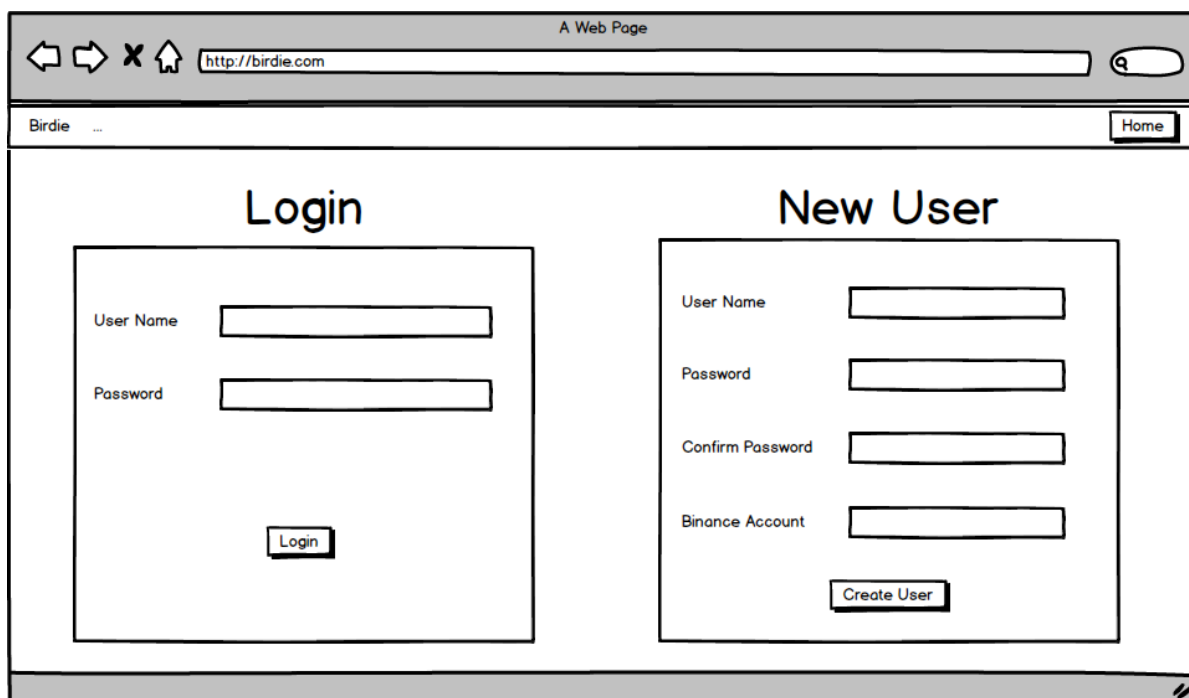 A Web Page
http://birdie.com
Birdie ... Home
Login
New User
User Name
Password
Login
User Name
Password
Confirm Password
Binance Account
Create User